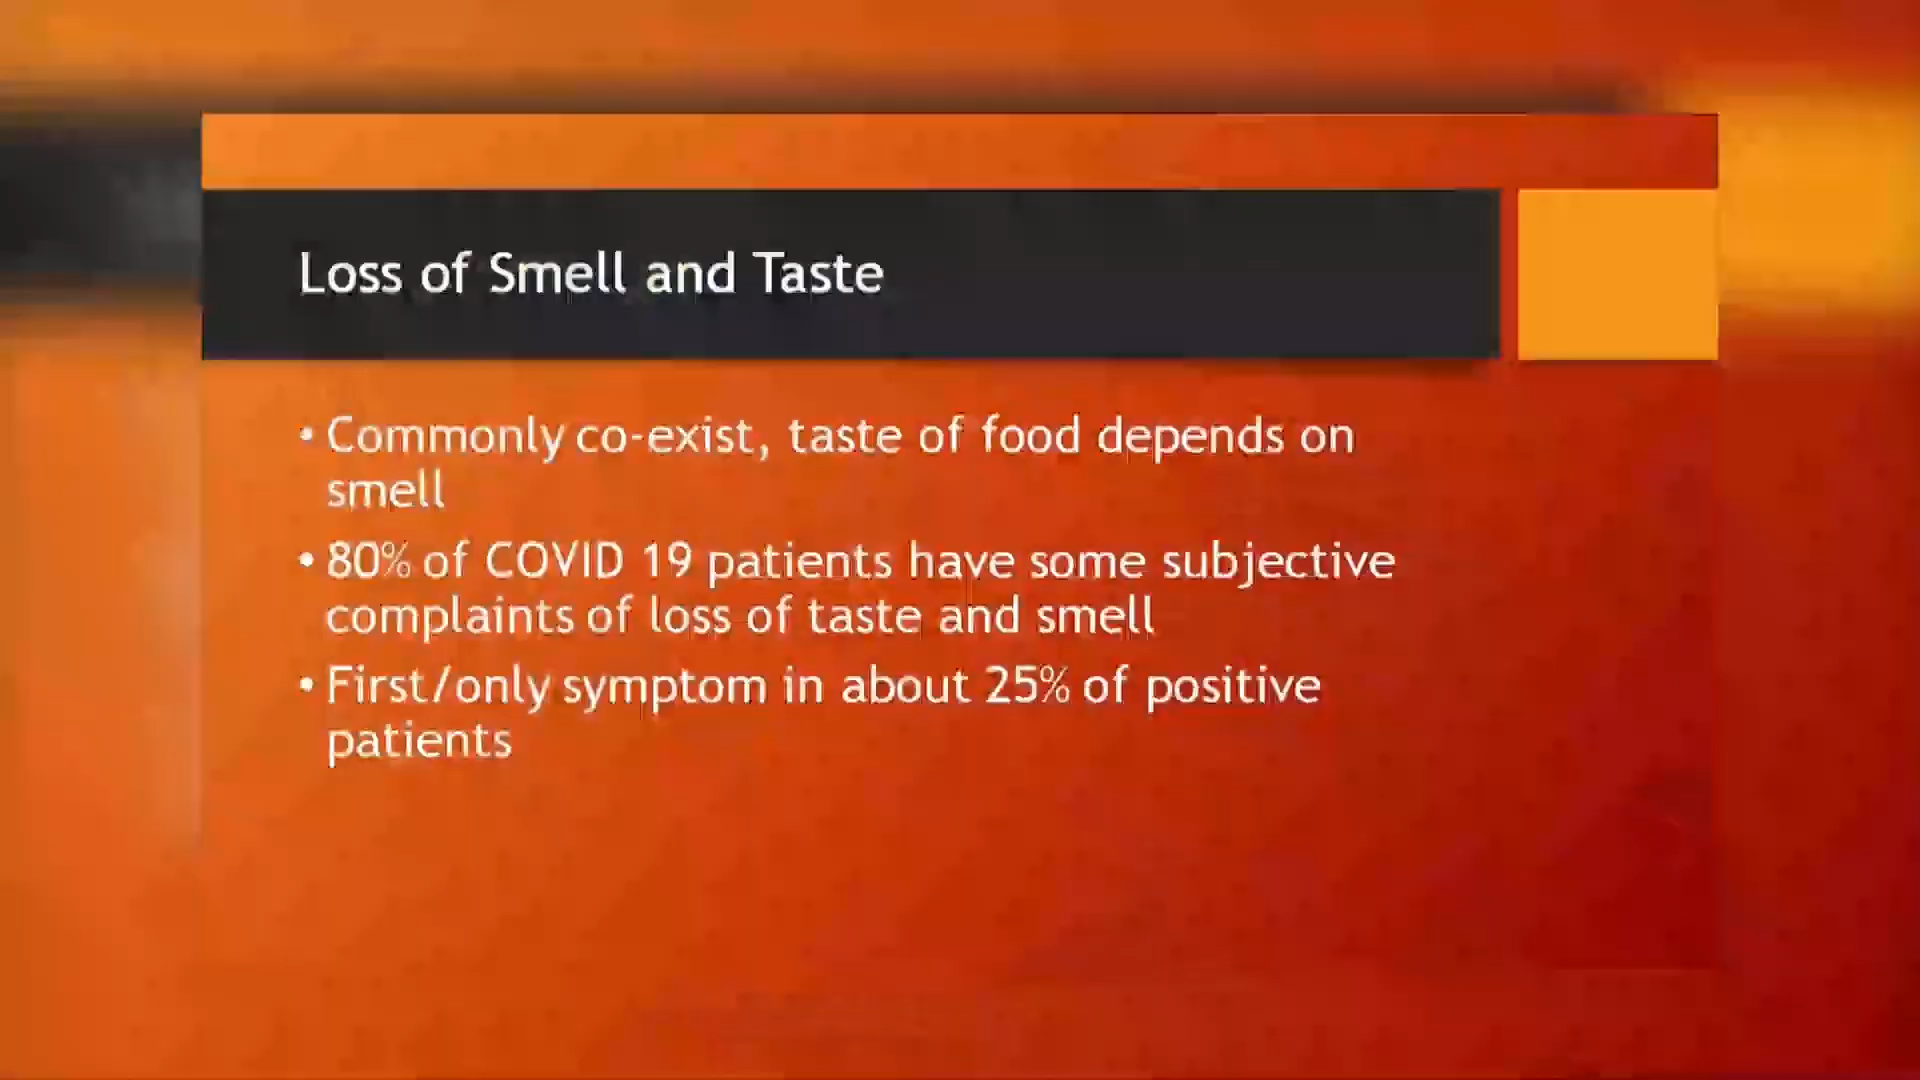 Loss of Smell and Taste
• Commonly co-exist, taste of food depends on
smell
• 80% of COVID 19 patients have some subjective
complaints of loss of taste and smell
• First/only symptom in about 25% of positive
patients